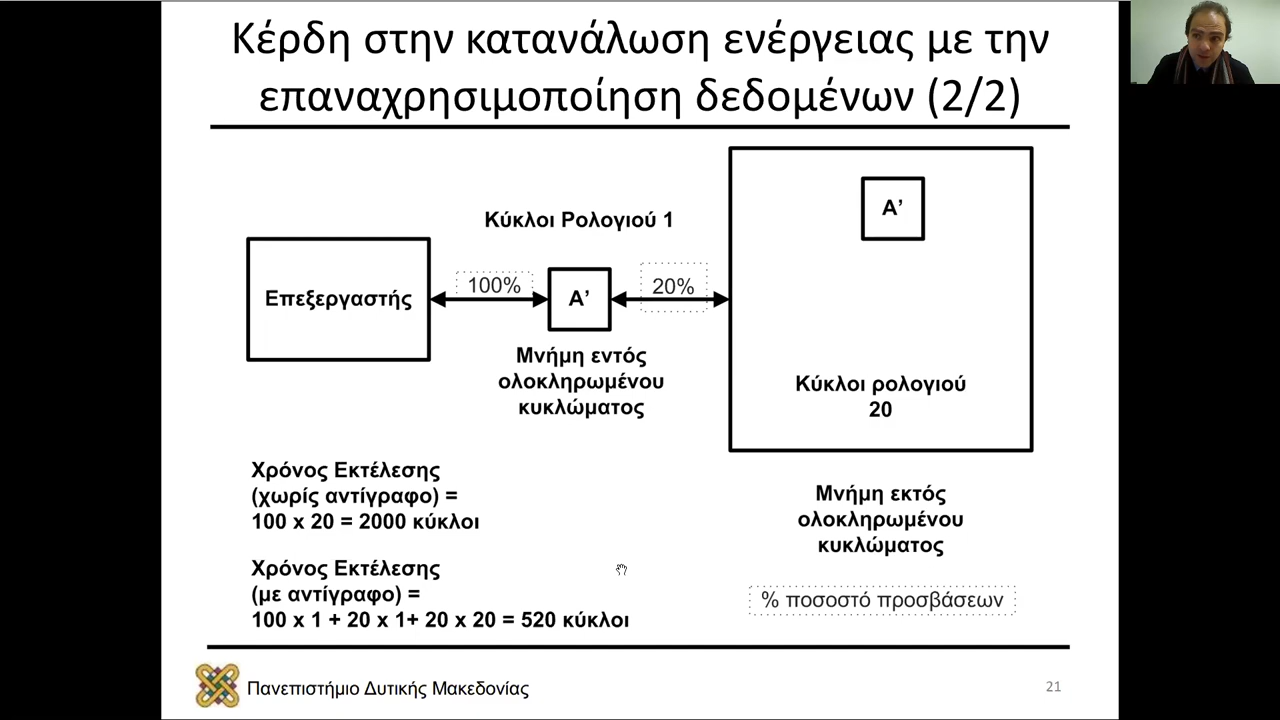 Κέρδη στην κατανάλωση ενέργειας με την
επαναχρησιμοποίηση δεδομένων (2/2)
Κύκλοι Ρολογιού 1
Α’
Επεξεργαστής
100%
Α’
20%
Μνήμη εντός
ολοκληρωμένου
κυκλώματος
Κύκλοι ρολογιού
20
Χρόνος Εκτέλεσης
(χωρίς αντίγραφο) =
100 x 20 = 2000 κύκλοι
Μνήμη εκτός
ολοκληρωμένου
κυκλώματος
Χρόνος Εκτέλεσης
(με αντίγραφο) =
100 x 1 + 20 x 1+ 20 x 20 = 520 κύκλοι
% ποσοστό προσβάσεων
Πανεπιστήμιο Δυτικής Μακεδονίας
21